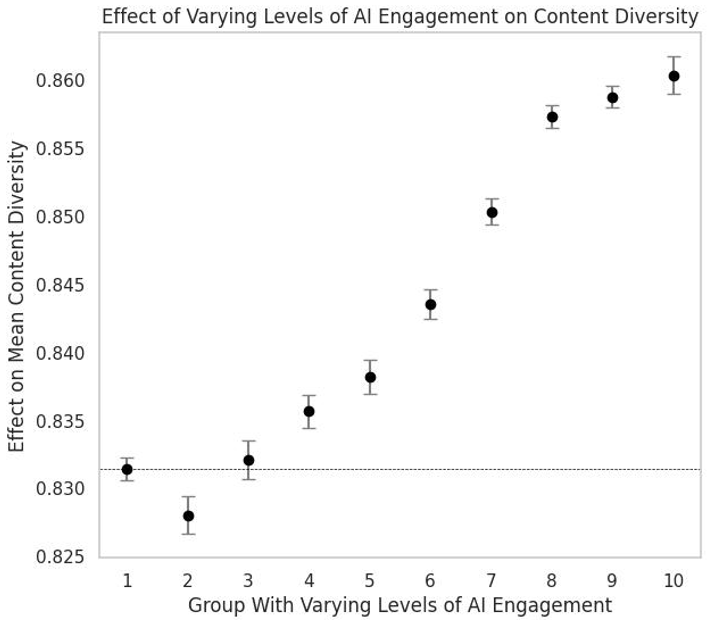 Effect of Varying Levels of AI Engagement on Content Diversity
Effect on Mean Content Diversity
0.860
0.855
0.850
0.845
0.840
0.835
0.830
0.825
1 2 3 4 5 6 7 8 9 10
Group With Varying Levels of AI Engagement